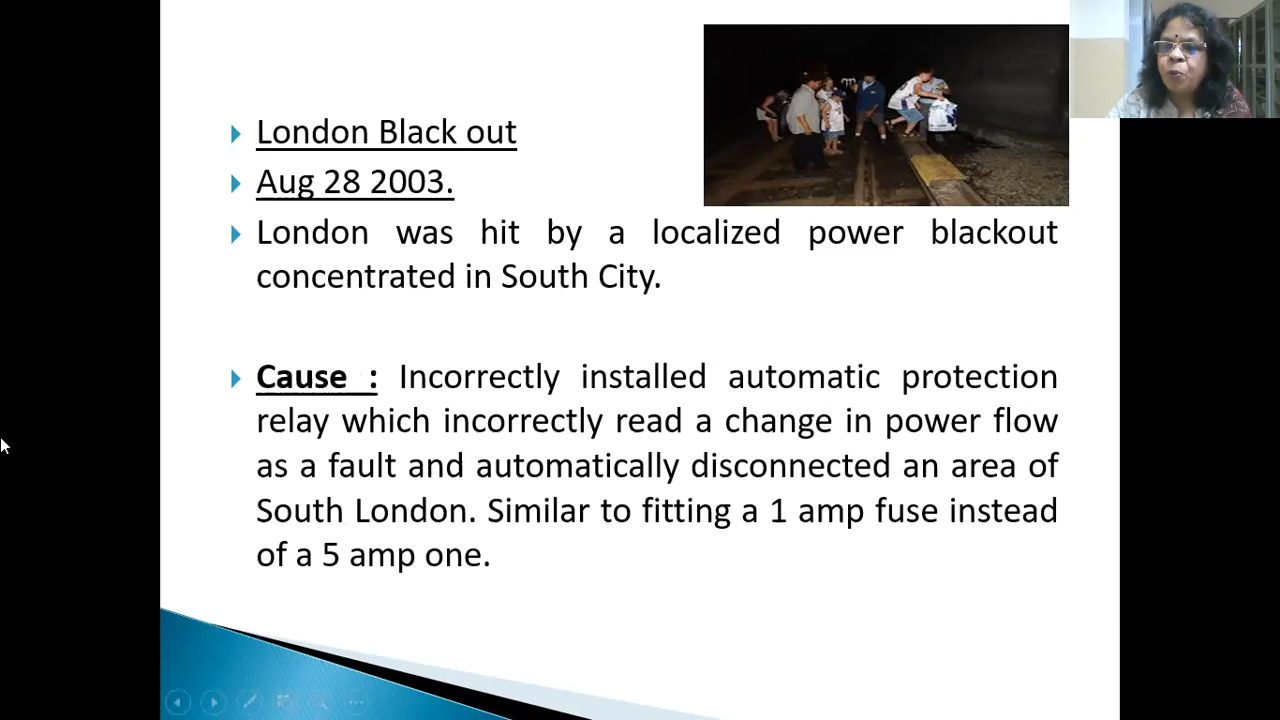 London Black out
Aug 28 2003.
London was hit by a localized power blackout
concentrated in South City.
Cause : Incorrectly installed automatic protection
relay which incorrectly read a change in power flow
as a fault and automatically disconnected an area of
South London. Similar to fitting a 1 amp fuse instead
of a 5 amp one.